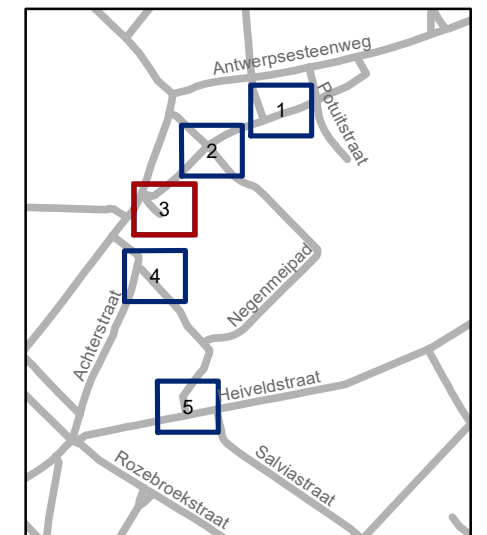 Antwerpsesteenweg
1
Potuitstraat
2
3
Negenmeipad
4
Achterstraat
Heiveldstraat
5
Salviastraat
Rozebroekstraat